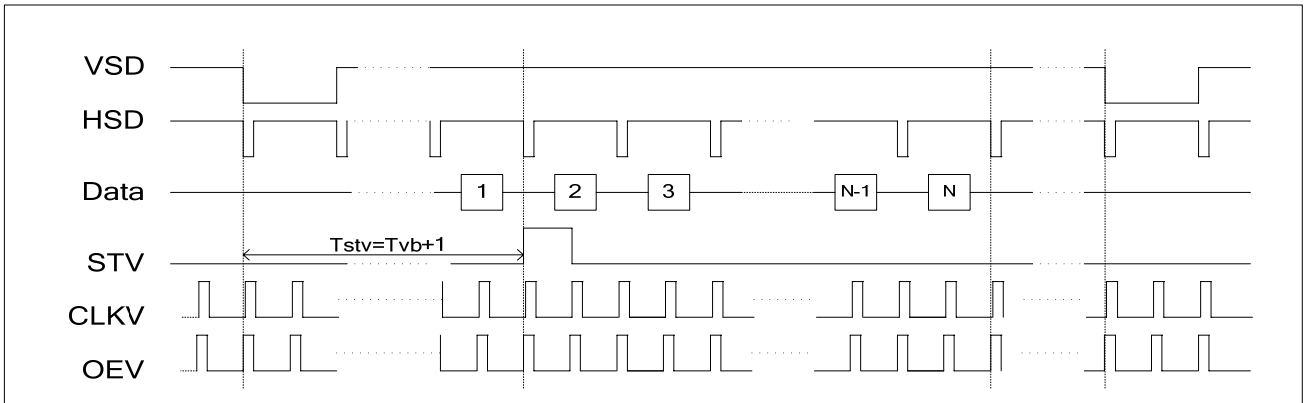 VSD
HSD
Data
1
2
3
N-1
N
Tstv=Tvb+1
STV
CLKV
OEV